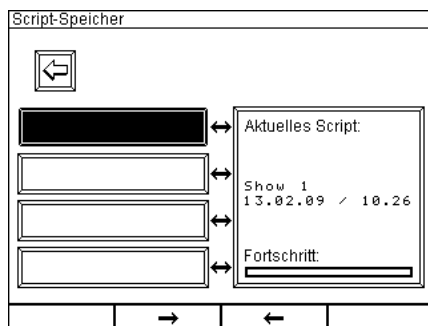 Script-Speicher
Aktuelles Script:
Show 1
13.02.09 / 10.26
Fortschritt: